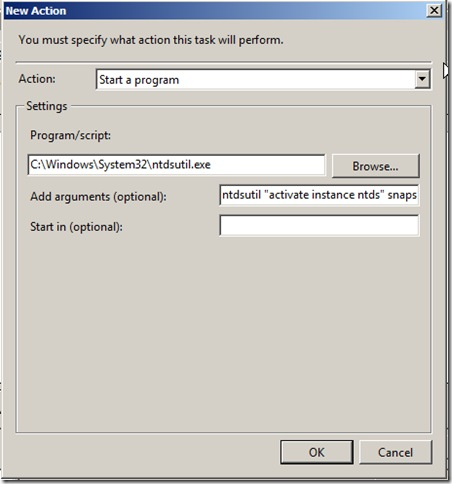 New Action
You must specify what action this task will perform.
Action: Start a program
Settings
Program/script:
C:\Windows\System32\ntdsutil.exe Browse...
Add arguments (optional): ntdsutil "activate instance ntds" snaps
Start in (optional):
OK Cancel